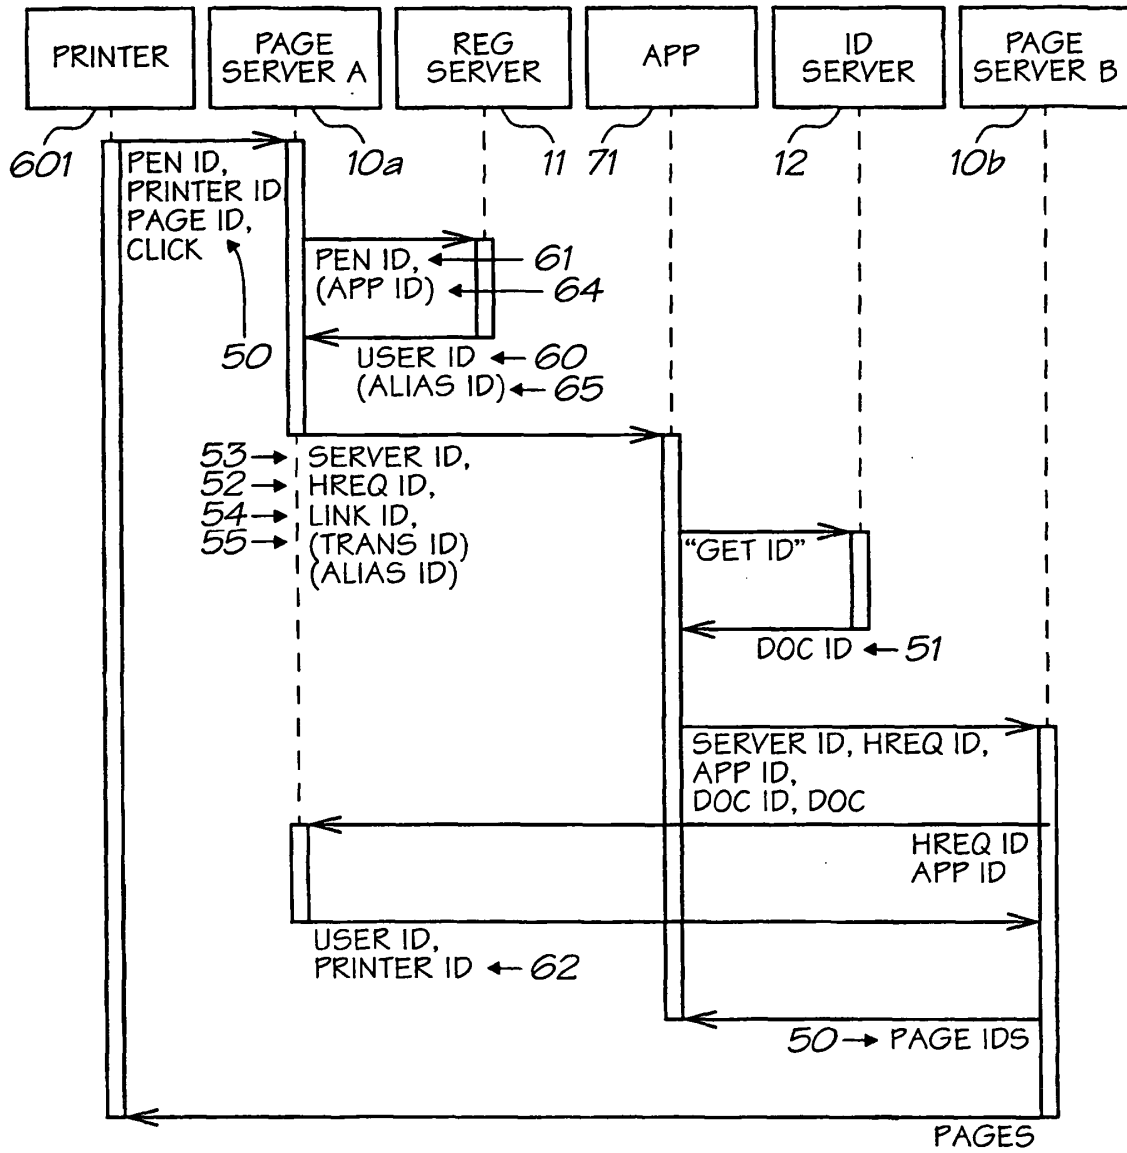 PRINTER
PAGE
SERVER A
REG
SERVER
APP
ID
SERVER
PAGE
SERVER B
601
10a
11
71
12
10b
PEN ID,
PRINTER ID
PAGE ID,
CLICK
50
PEN ID, 61
(APP ID) 64
USER ID 60
(ALIAS ID) 65
53 SERVER ID,
52 HREQ ID,
54 LINK ID,
55 (TRANS ID)
(ALIAS ID)
"GET ID"
DOC ID 51
SERVER ID, HREQ ID,
APP ID,
DOC ID, DOC
HREQ ID
APP ID
USER ID,
PRINTER ID 62
50 PAGE IDS
PAGES